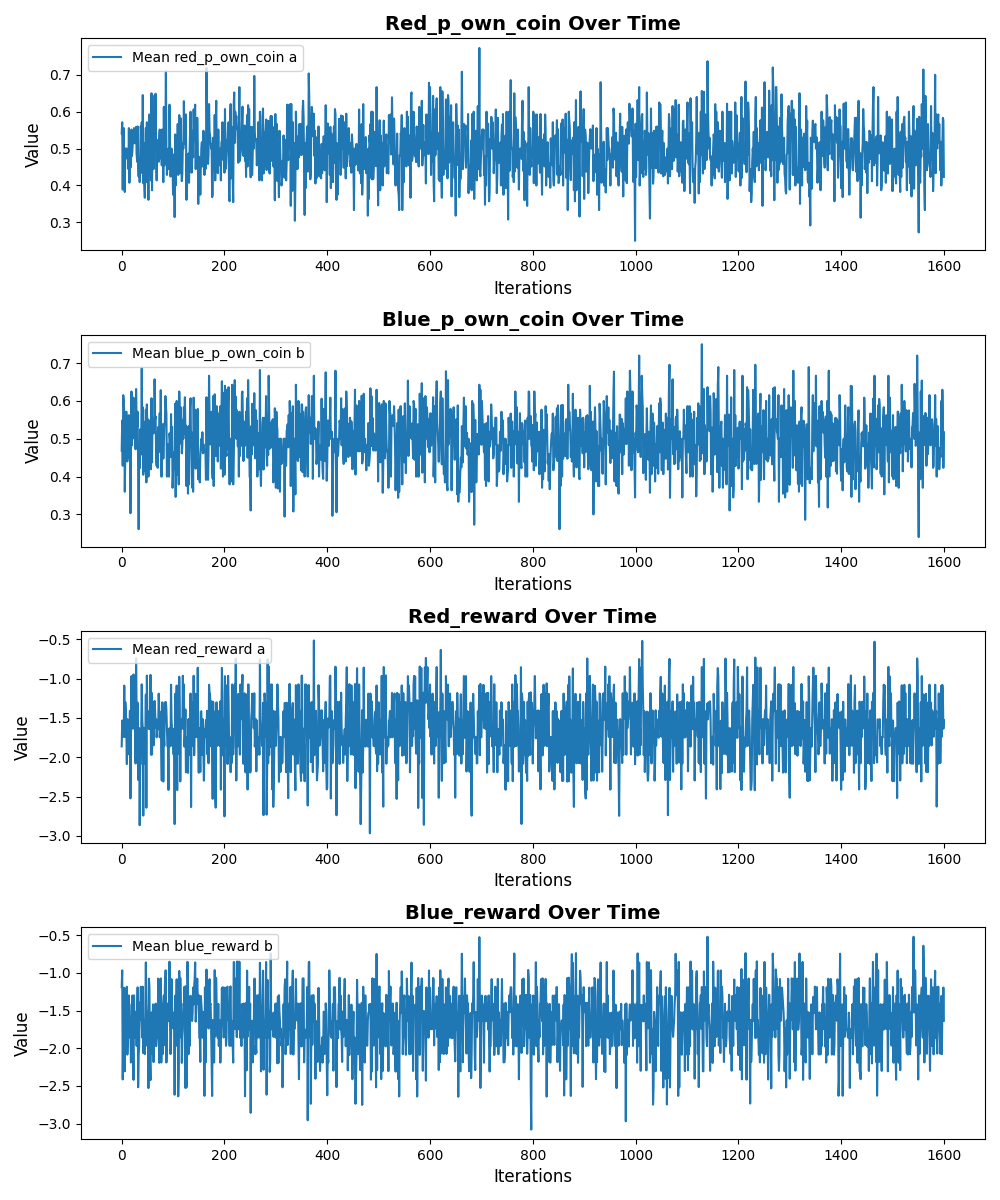 Red_p_own_coin Over Time
Mean red_p_own_coin a
Value
0.7
0.6
0.5
0.4
0.3
0 200 400 600 800 1000 1200 1400 1600
Iterations
Blue_p_own_coin Over Time
Mean blue_p_own_coin b
Value
0.7
0.6
0.5
0.4
0.3
0 200 400 600 800 1000 1200 1400 1600
Iterations
Red_reward Over Time
Mean red_reward a
Value
−0.5
−1.0
−1.5
−2.0
−2.5
−3.0
0 200 400 600 800 1000 1200 1400 1600
Iterations
Blue_reward Over Time
Mean blue_reward b
Value
−0.5
−1.0
−1.5
−2.0
−2.5
−3.0
0 200 400 600 800 1000 1200 1400 1600
Iterations